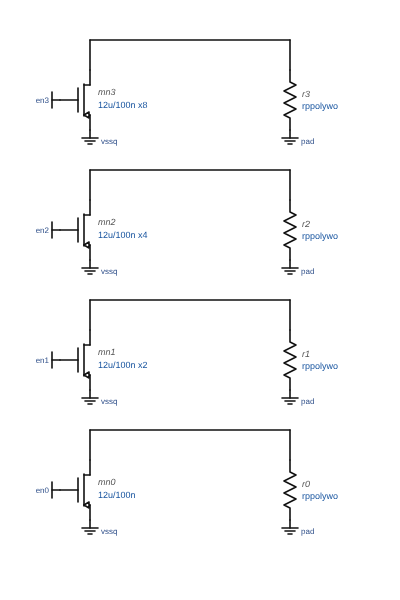 mn3
r3
rppolywo
en3
12u/100n x8
vssq
pad
mn2
r2
rppolywo
en2
12u/100n x4
vssq
pad
mn1
r1
rppolywo
en1
12u/100n x2
vssq
pad
mn0
r0
rppolywo
en0
12u/100n
vssq
pad